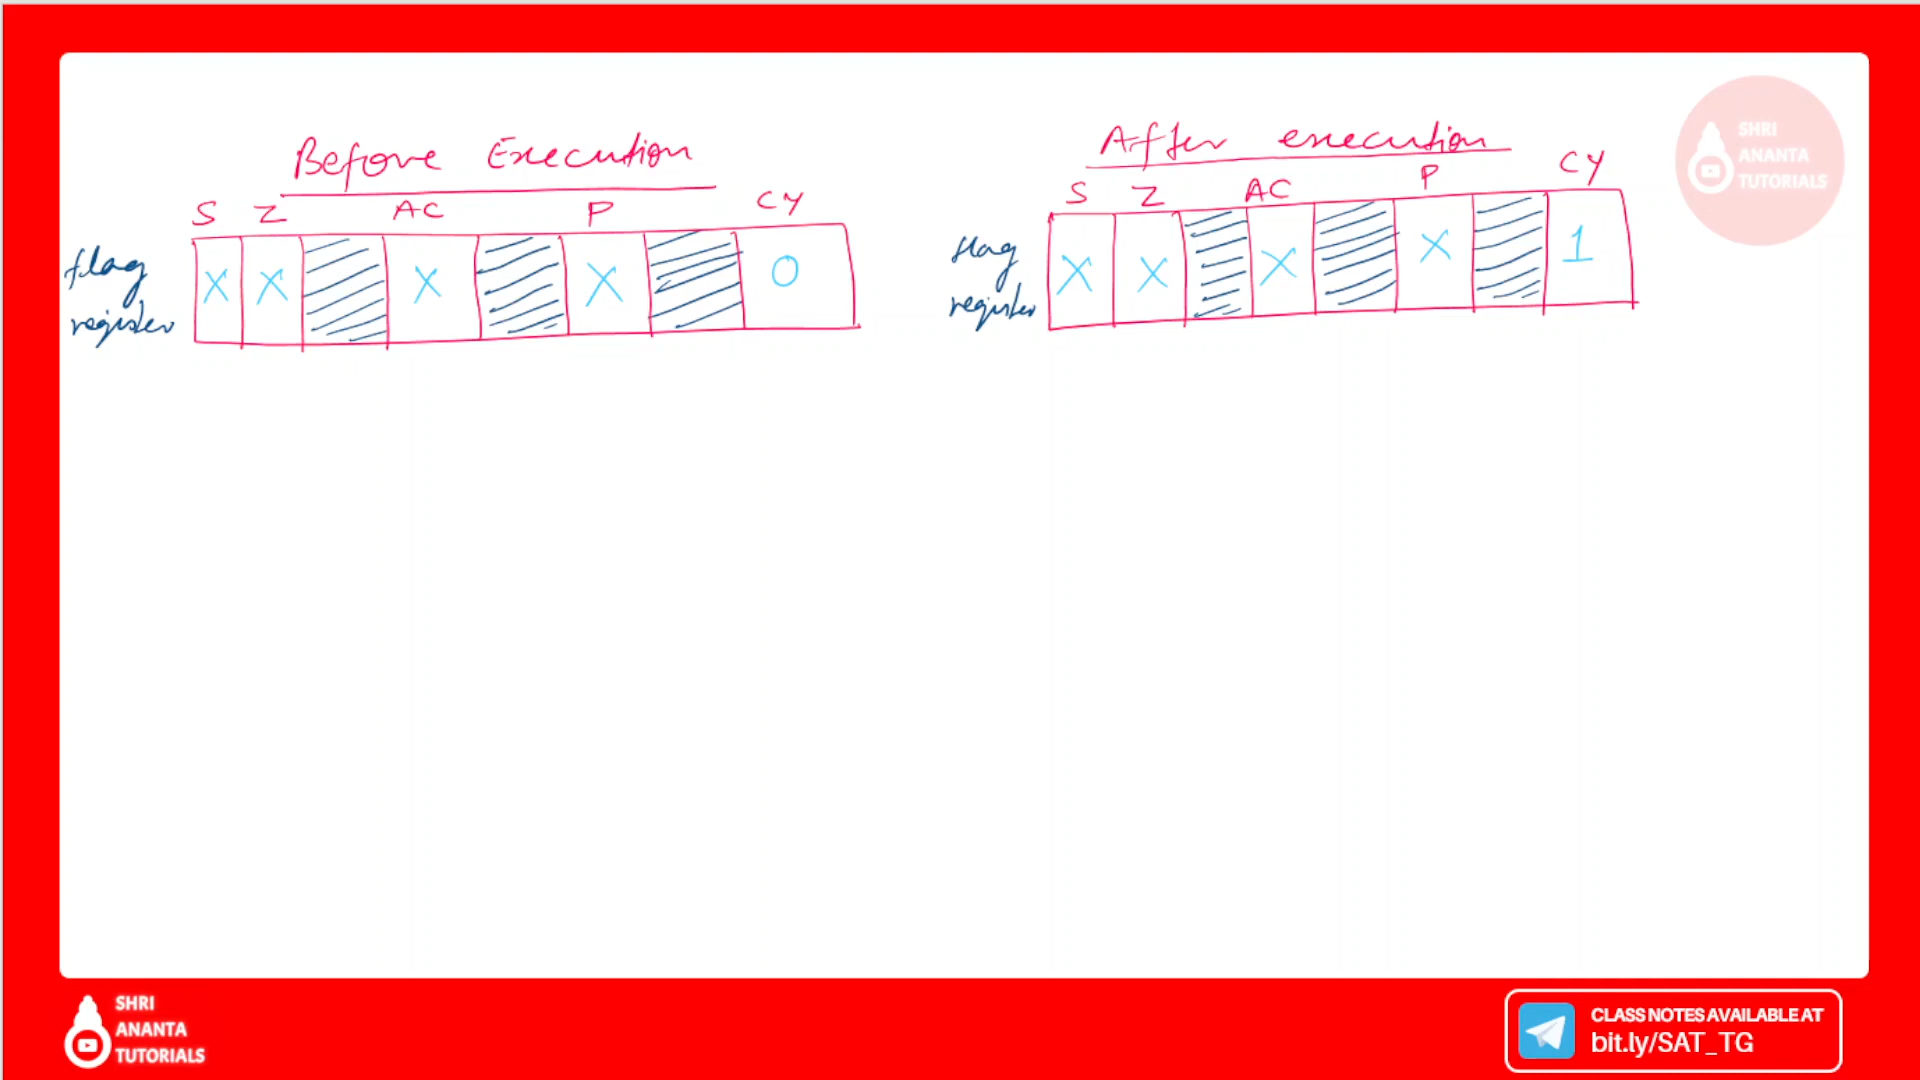 Before Execution
S Z AC P CY
flag
register
X X X X 0
After execution
S Z AC P CY
flag
register
X X X X 1
SHRI
ANANTA
TUTORIALS
SHRI
ANANTA
TUTORIALS
CLASS NOTES AVAILABLE AT
bit.ly/SAT_TG